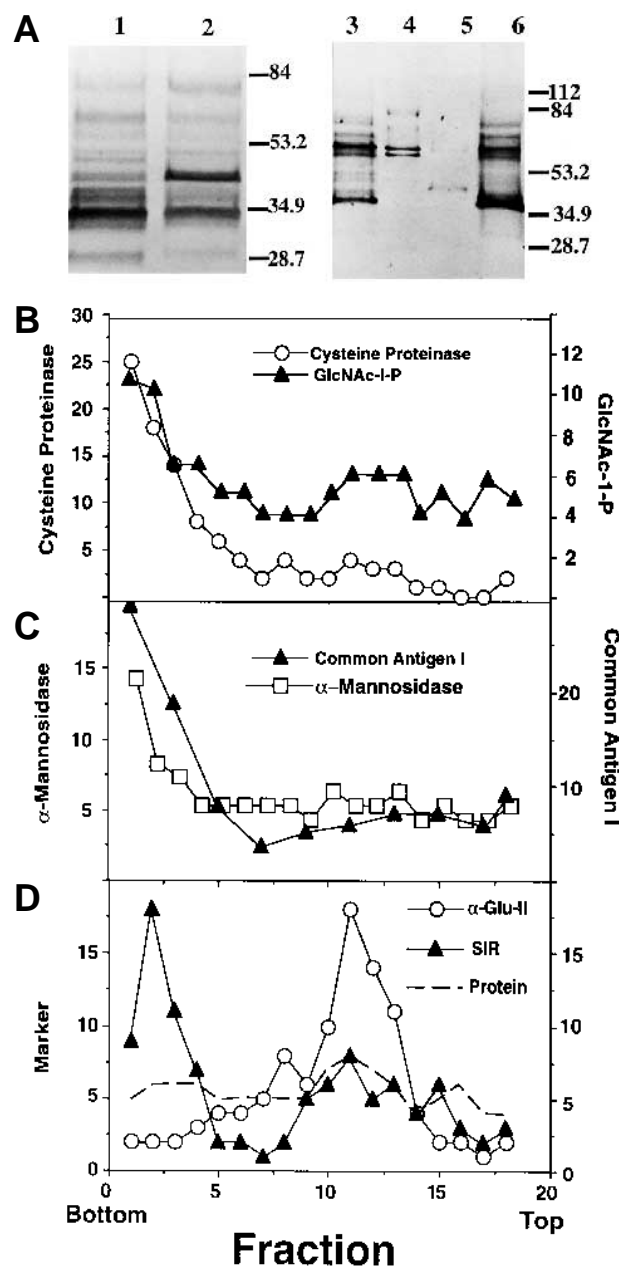 A
1 2 3 4 5 6
84
53.2
34.9
28.7
112
84
53.2
34.9
28.7
B
Cysteine Proteinase
30
25
20
15
10
5
Cysteine Proteinase
GlcNAc-I-P
12
10
8
6
4
2
GlcNAc-1-P
C
α-Mannosidase
15
10
5
Common Antigen I
α-Mannosidase
20
10
Common Antigen I
D
Marker
15
10
5
0
α-Glu-II
SIR
Protein
15
10
5
0
0 5 10 15 20
Bottom Top
Fraction